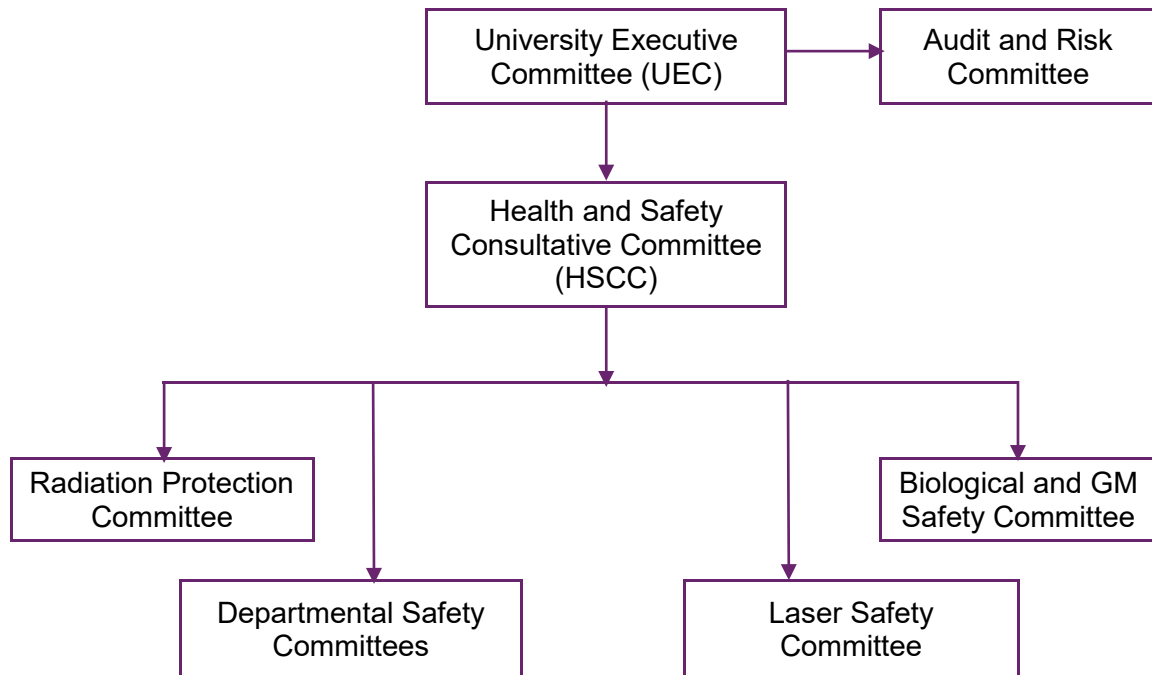 University Executive
Committee (UEC)
Audit and Risk
Committee
Health and Safety
Consultative Committee
(HSCC)
Radiation Protection
Committee
Biological and GM
Safety Committee
Departmental Safety
Committees
Laser Safety
Committee